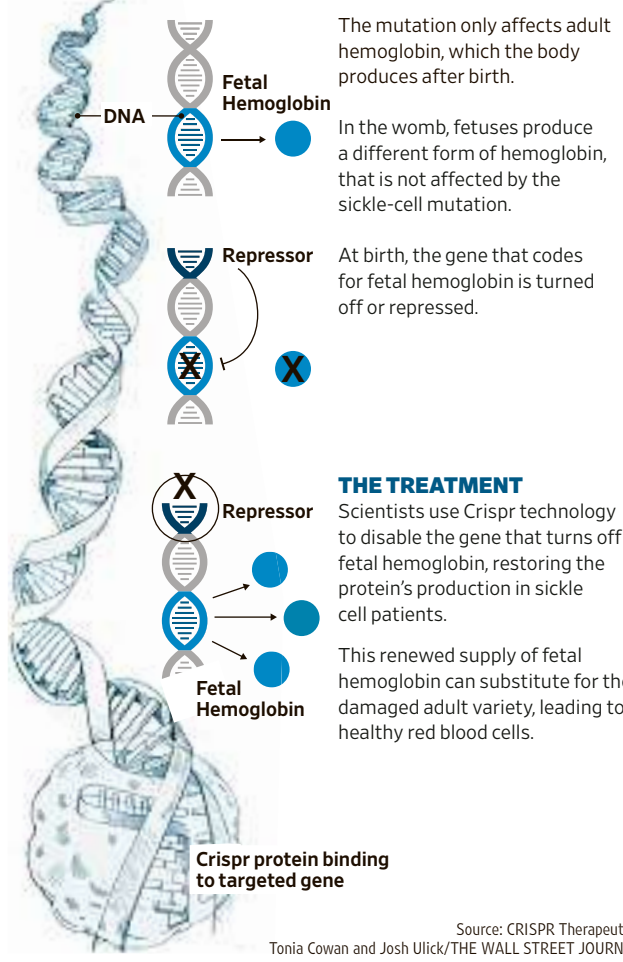 The mutation only affects adult
hemoglobin, which the body
produces after birth.
Fetal
Hemoglobin
DNA
In the womb, fetuses produce
a different form of hemoglobin,
that is not affected by the
sickle-cell mutation.
Repressor
At birth, the gene that codes
for fetal hemoglobin is turned
off or repressed.
X
X
X
Repressor
THE TREATMENT
Scientists use Crispr technology
to disable the gene that turns off
fetal hemoglobin, restoring the
protein's production in sickle
cell patients.
This renewed supply of fetal
hemoglobin can substitute for the
damaged adult variety, leading to
healthy red blood cells.
Fetal
Hemoglobin
Crispr protein binding
to targeted gene
Source: CRISPR Therapeut
Tonia Cowan and Josh Ulick/THE WALL STREET JOURN